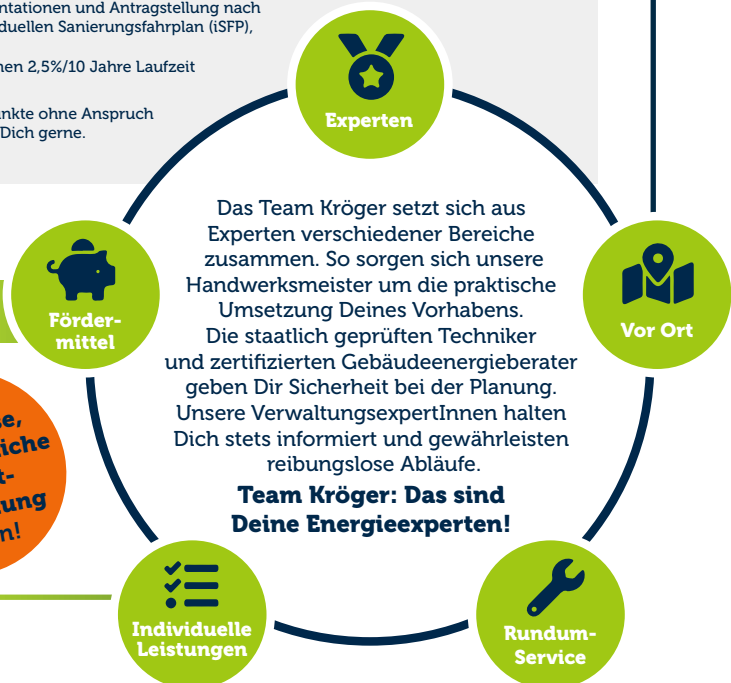 ntationen und Antragstellung nach
duellen Sanierungsfahrplan (iSFP),
nen 2,5%/10 Jahre Laufzeit
nkte ohne Anspruch
Dich gerne.
Experten
Das Team Kröger setzt sich aus
Experten verschiedener Bereiche
zusammen. So sorgen sich unsere
Handwerksmeister um die praktische
Umsetzung Deines Vorhabens.
Die staatlich geprüften Techniker
und zertifizierten Gebäudeenergieberater
geben Dir Sicherheit bei der Planung.
Unsere VerwaltungsexpertInnen halten
Dich stets informiert und gewährleisten
reibungslose Abläufe.
Team Kröger: Das sind
Deine Energieexperten!
Förder-
mittel
Vor Ort
se,
liche
t-
ung
n!
Individuelle
Leistungen
Rundum-
Service